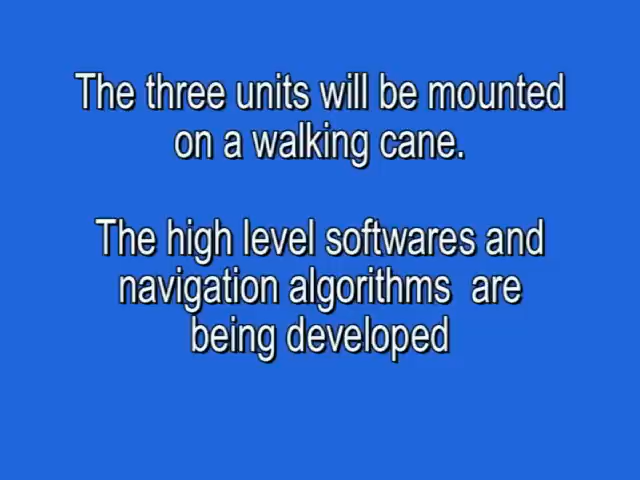 The three units will be mounted
on a walking cane.
The high level softwares and
navigation algorithms  are
being developed